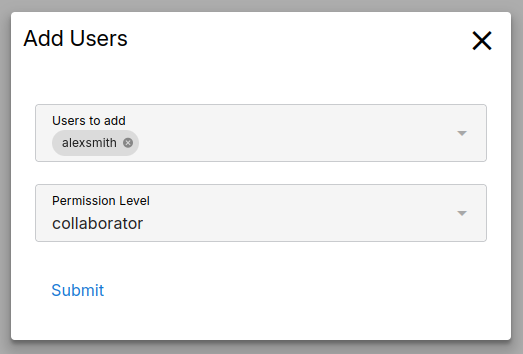 Add Users
Users to add
alexsmith
Permission Level
collaborator
Submit